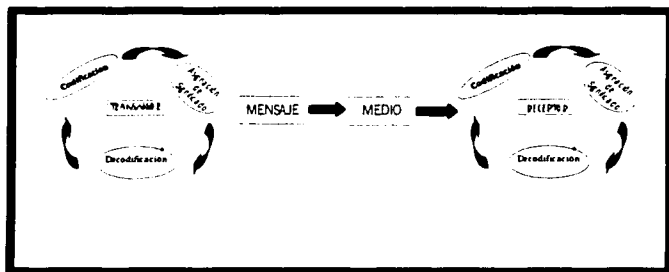 Codificación
Asignación
de
Significado
TRANSMISOR
Decodificación
MENSAJE
MEDIO
Codificación
Asignación
de
Significado
RECEPTOR
Decodificación